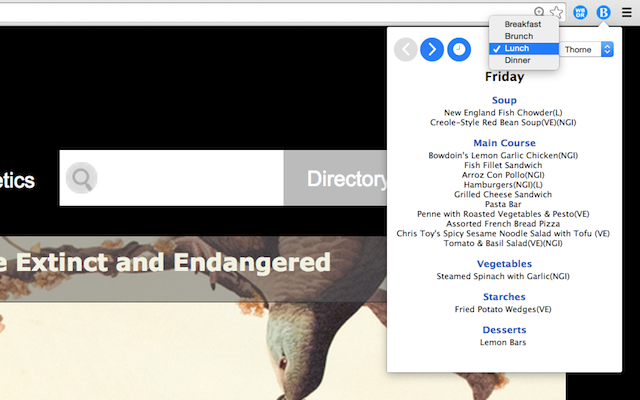 WB
OR
B
Breakfast
Brunch
✓ Lunch
Dinner
Thorne
Friday
Soup
New England Fish Chowder(L)
Creole-Style Red Bean Soup(VE)(NGI)
Main Course
Bowdoin's Lemon Garlic Chicken(NGI)
Fish Fillet Sandwich
Arroz Con Pollo(NGI)
Hamburgers(NGI)(L)
Grilled Cheese Sandwich
Pasta Bar
Penne with Roasted Vegetables & Pesto(VE)
Assorted French Bread Pizza
Chris Toy's Spicy Sesame Noodle Salad with Tofu (VE)
Tomato & Basil Salad(VE)(NGI)
Vegetables
Steamed Spinach with Garlic(NGI)
Starches
Fried Potato Wedges(VE)
Desserts
Lemon Bars
etics
Directory
e Extinct and Endangered